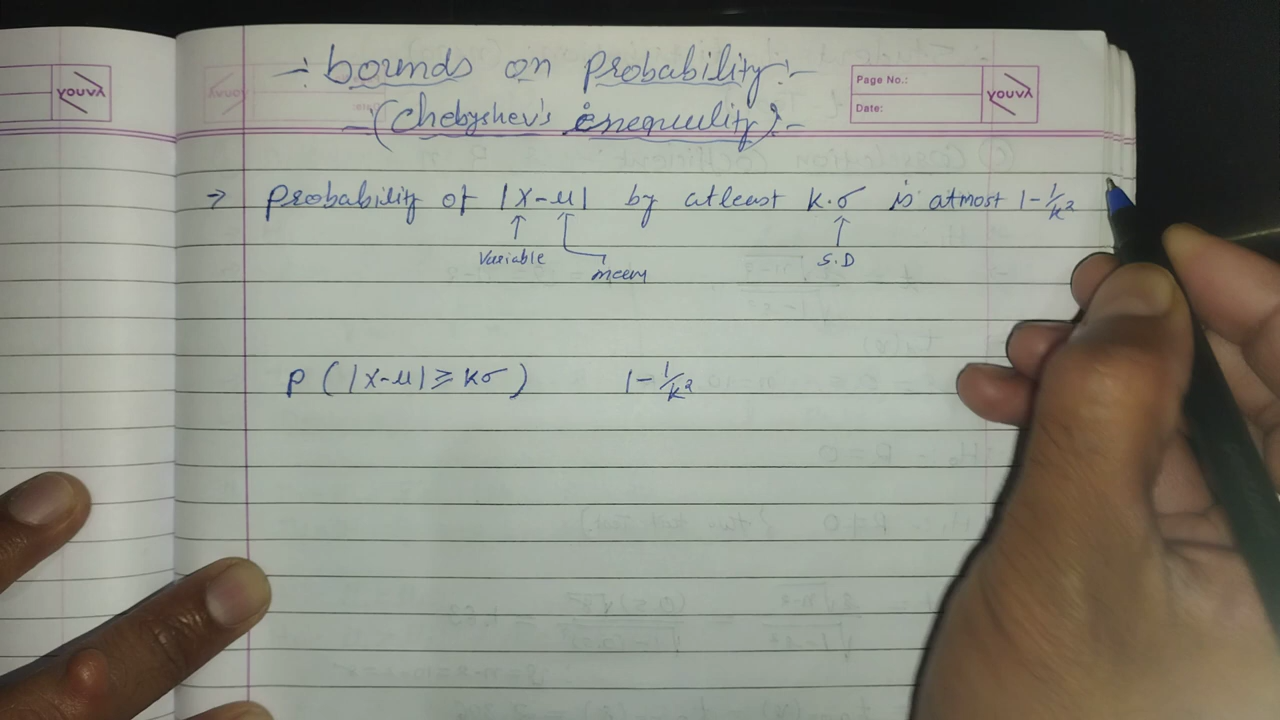 -: bounds on Probability :-
-(Chebyshev's inequality):-
Page No.:
Date:
youva
youva
→ Probability of |X-μ| by atleast k.σ is atmost 1-1/k²
Variable
mean
S.D
P(|X-μ|≥kσ) 1-1/k²